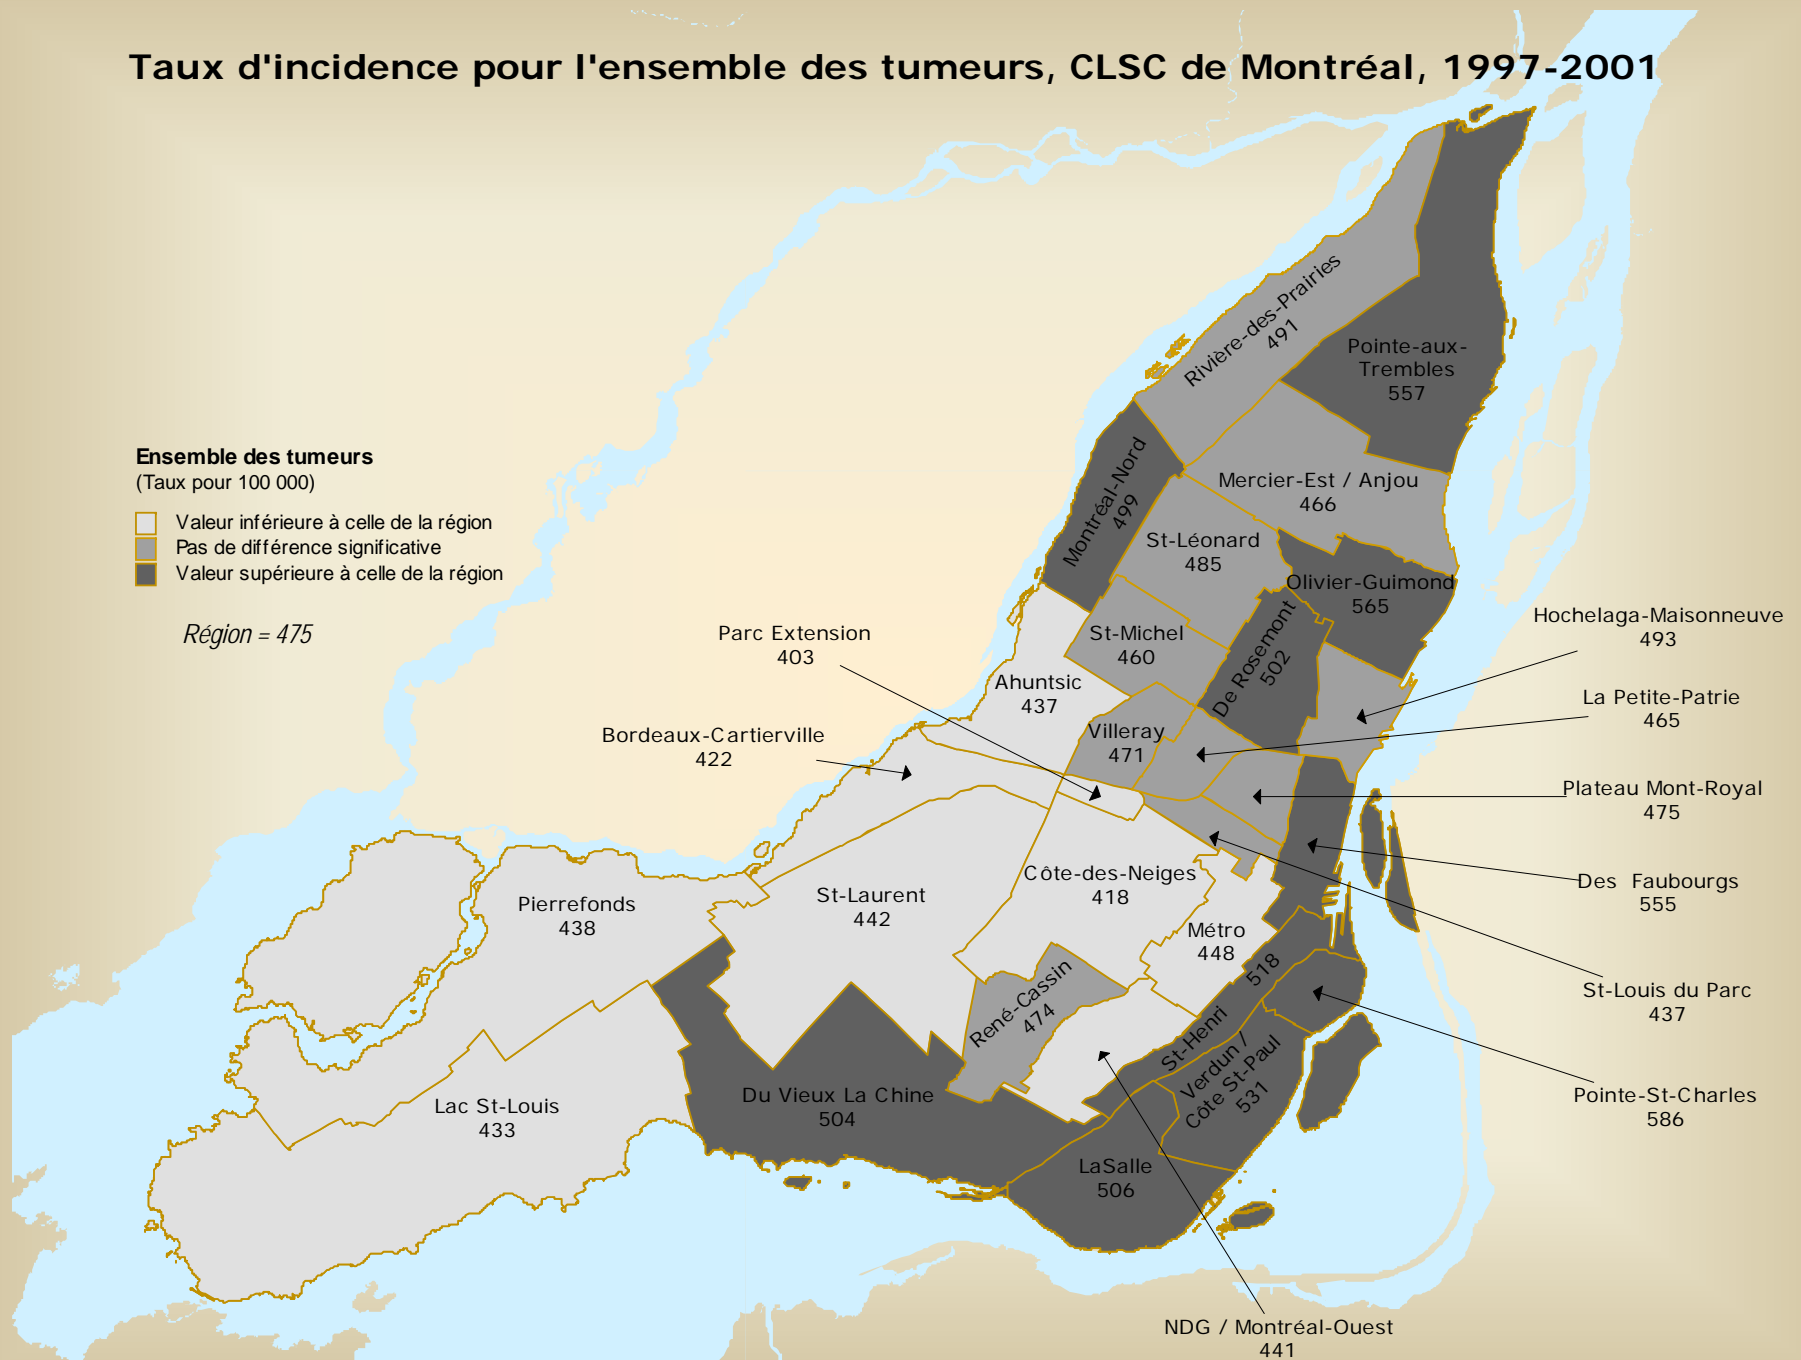 Taux d'incidence pour l'ensemble des tumeurs, CLSC de Montréal, 1997-2001
Ensemble des tumeurs
(Taux pour 100 000)
Valeur inférieure à celle de la région
Pas de différence significative
Valeur supérieure à celle de la région
Région = 475
Rivière-des-Prairies
491
Pointe-aux-
Trembles
557
Montréal-Nord
499
Mercier-Est / Anjou
466
St-Léonard
485
Olivier-Guimond
565
St-Michel
460
De Rosemont
502
Hochelaga-Maisonneuve
493
Parc Extension
403
Ahuntsic
437
La Petite-Patrie
465
Bordeaux-Cartierville
422
Villeray
471
Plateau Mont-Royal
475
Côte-des-Neiges
418
St-Laurent
442
Pierrefonds
438
Des Faubourgs
555
Métro
448
St-Louis du Parc
437
René-Cassin
474
St-Henri
518
Verdun /
Côte St-Paul
531
Pointe-St-Charles
586
Lac St-Louis
433
Du Vieux La Chine
504
LaSalle
506
NDG / Montréal-Ouest
441